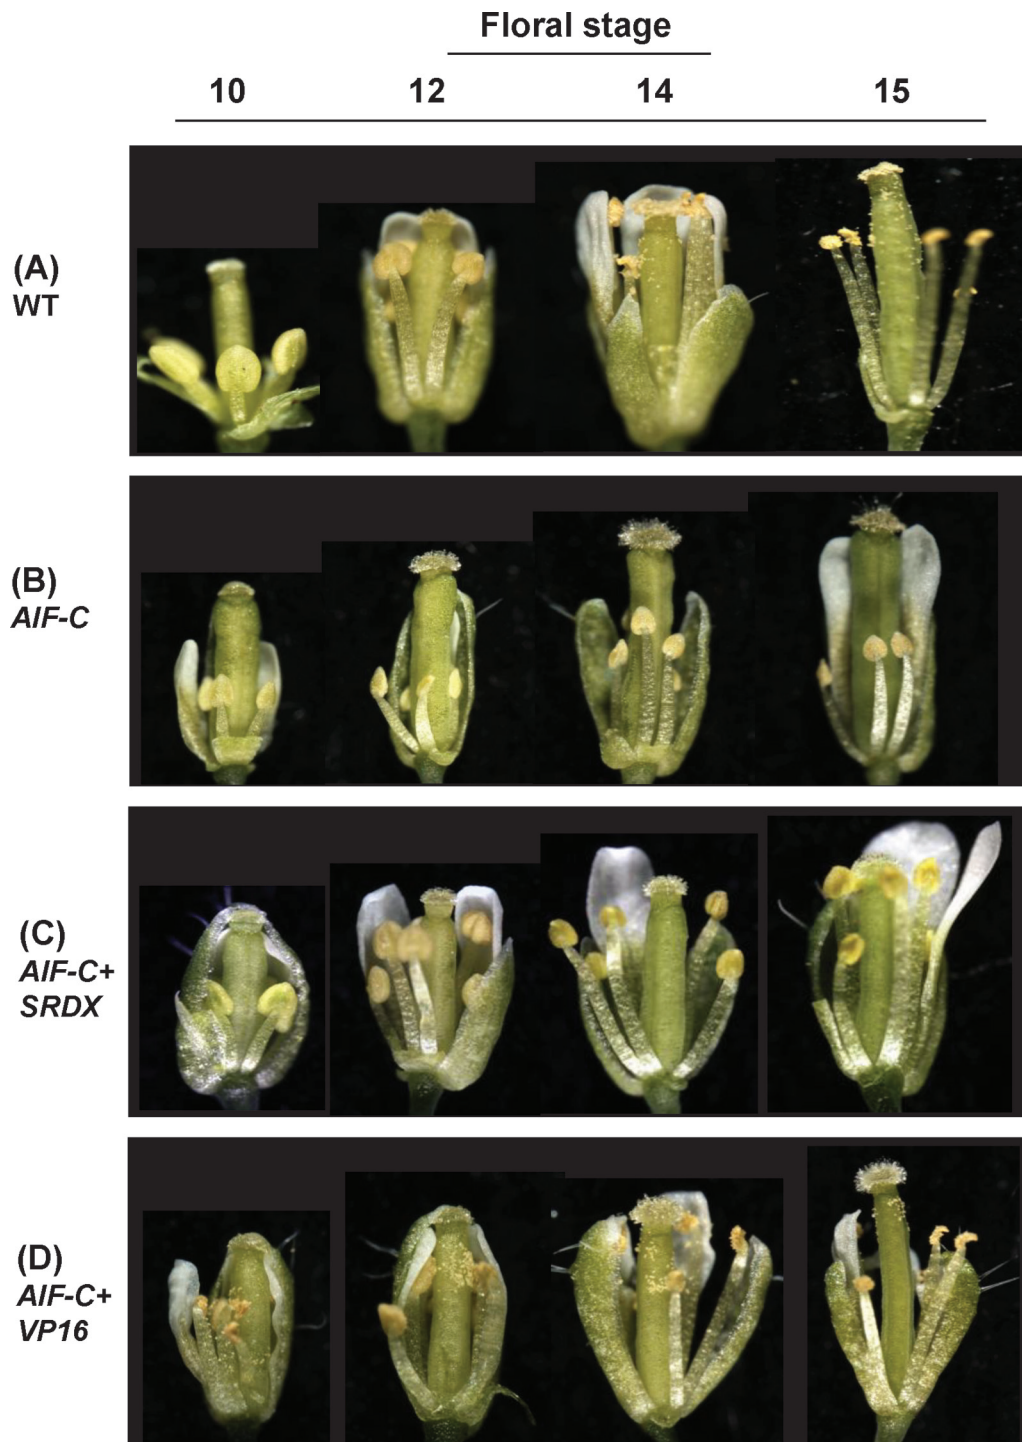 Floral stage
10 12 14 15
(A)
WT
(B)
AIF-C
(C)
AIF-C+
SRDX
(D)
AIF-C+
VP16